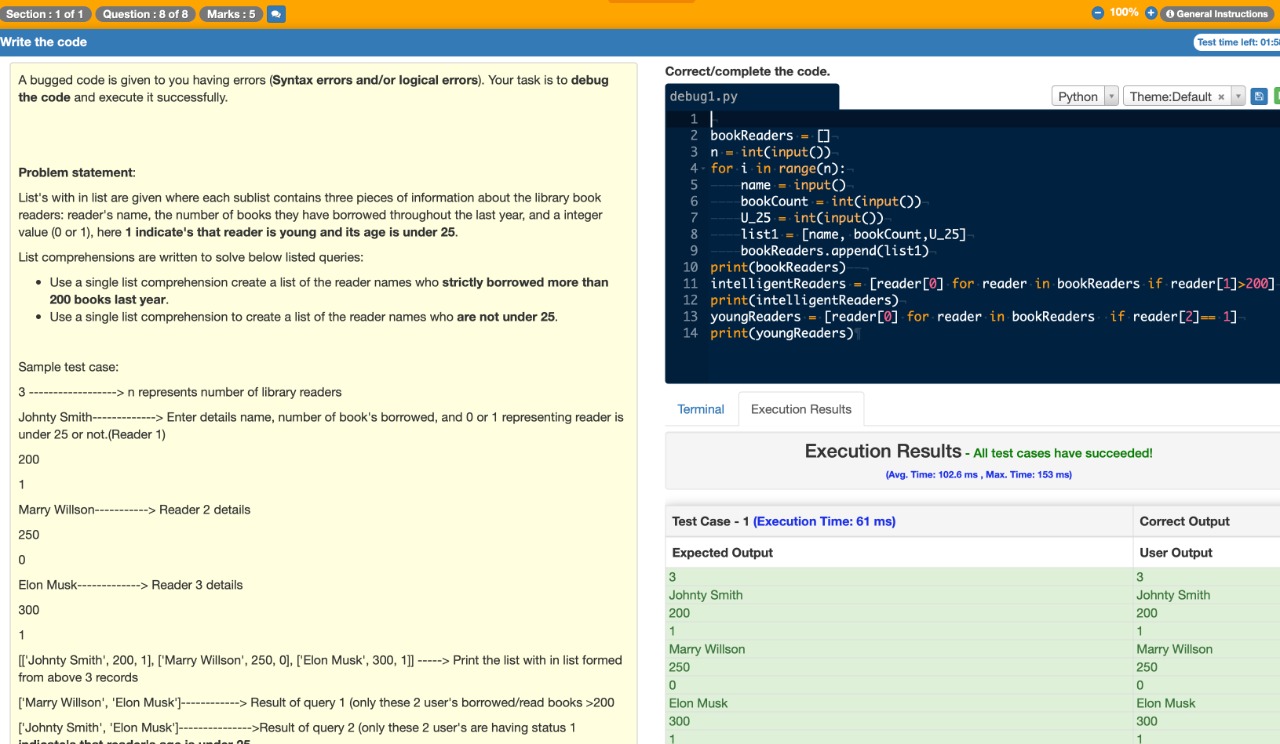 Section : 1 of 1 Question : 8 of 8 Marks : 5
100% General Instructions
Write the code
Test time left: 01:5
A bugged code is given to you having errors (Syntax errors and/or logical errors). Your task is to debug
the code and execute it successfully.
Problem statement:
List's with in list are given where each sublist contains three pieces of information about the library book
readers: reader's name, the number of books they have borrowed throughout the last year, and a integer
value (0 or 1), here 1 indicate's that reader is young and its age is under 25.
List comprehensions are written to solve below listed queries:
• Use a single list comprehension create a list of the reader names who strictly borrowed more than
200 books last year.
• Use a single list comprehension to create a list of the reader names who are not under 25.
Sample test case:
3 ------------------> n represents number of library readers
Johnty Smith-------------> Enter details name, number of book's borrowed, and 0 or 1 representing reader is
under 25 or not.(Reader 1)
200
1
Marry Willson-----------> Reader 2 details
250
0
Elon Musk-------------> Reader 3 details
300
1
[['Johnty Smith', 200, 1], ['Marry Willson', 250, 0], ['Elon Musk', 300, 1]] -----> Print the list with in list formed
from above 3 records
['Marry Willson', 'Elon Musk']------------> Result of query 1 (only these 2 user's borrowed/read books >200
['Johnty Smith', 'Elon Musk']--------------->Result of query 2 (only these 2 user's are having status 1
indicate's that reader's age is under 25
Correct/complete the code.
debug1.py
Python Theme:Default ×
1
2 bookReaders = []
3 n = int(input())
4 for i in range(n):
5 name = input()
6 bookCount = int(input())
7 U_25 = int(input())
8 list1 = [name, bookCount,U_25]
9 bookReaders.append(list1)
10 print(bookReaders)
11 intelligentReaders = [reader[0] for reader in bookReaders if reader[1]>200]
12 print(intelligentReaders)
13 youngReaders = [reader[0] for reader in bookReaders if reader[2]== 1]
14 print(youngReaders)
Terminal Execution Results
Execution Results - All test cases have succeeded!
(Avg. Time: 102.6 ms , Max. Time: 153 ms)
Test Case - 1 (Execution Time: 61 ms) Correct Output
Expected Output User Output
3 3
Johnty Smith Johnty Smith
200 200
1 1
Marry Willson Marry Willson
250 250
0 0
Elon Musk Elon Musk
300 300
1 1